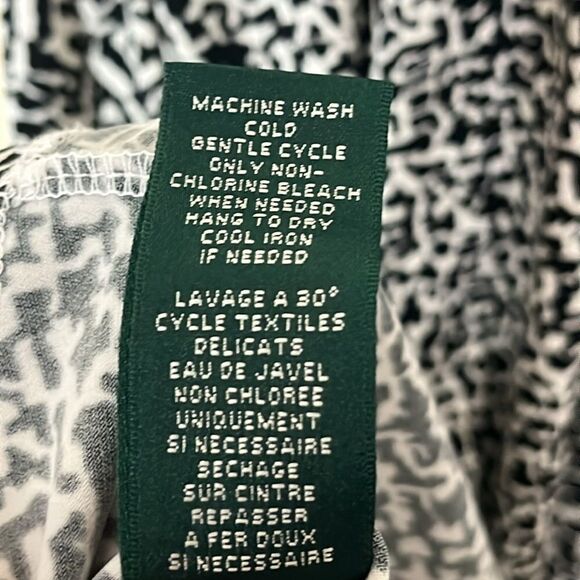 MACHINE WASH
COLD
GENTLE CYCLE
ONLY NON-
CHLORINE BLEACH
WHEN NEEDED
HANG TO DRY
COOL IRON
IF NEEDED
LAVAGE A 30°
CYCLE TEXTILES
DELICATS
EAU DE JAVEL
NON CHLOREE
UNIQUEMENT
SI NECESSAIRE
SECHAGE
SUR CINTRE
REPASSER
A FER DOUX
SI NECESSAIRE